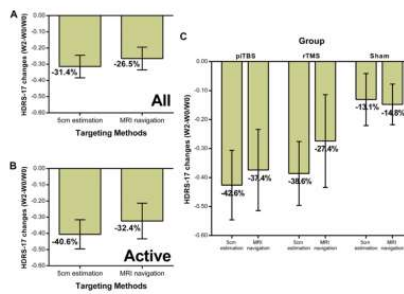 A
HDRS-17 changes (W2-W0/W0)
0.00
-0.10
-0.20
-0.30
-0.40
-0.50
-0.60
-31.4%
-26.5%
All
5cm estimation
MRI navigation
Targeting Methods
B
HDRS-17 changes (W2-W0/W0)
0.00
-0.10
-0.20
-0.30
-0.40
-0.50
-0.60
-40.6%
-32.4%
Active
5cm estimation
MRI navigation
Targeting Methods
C
Group
piTBS
rTMS
Sham
HDRS-17 changes (W2-W0/W0)
0.00
-0.10
-0.20
-0.30
-0.40
-0.50
-0.60
-42.6%
-37.4%
-38.6%
-27.4%
-13.1%
-14.8%
5cm
estimation
MRI
navigation
5cm
estimation
MRI
navigation
5cm
estimation
MRI
navigation